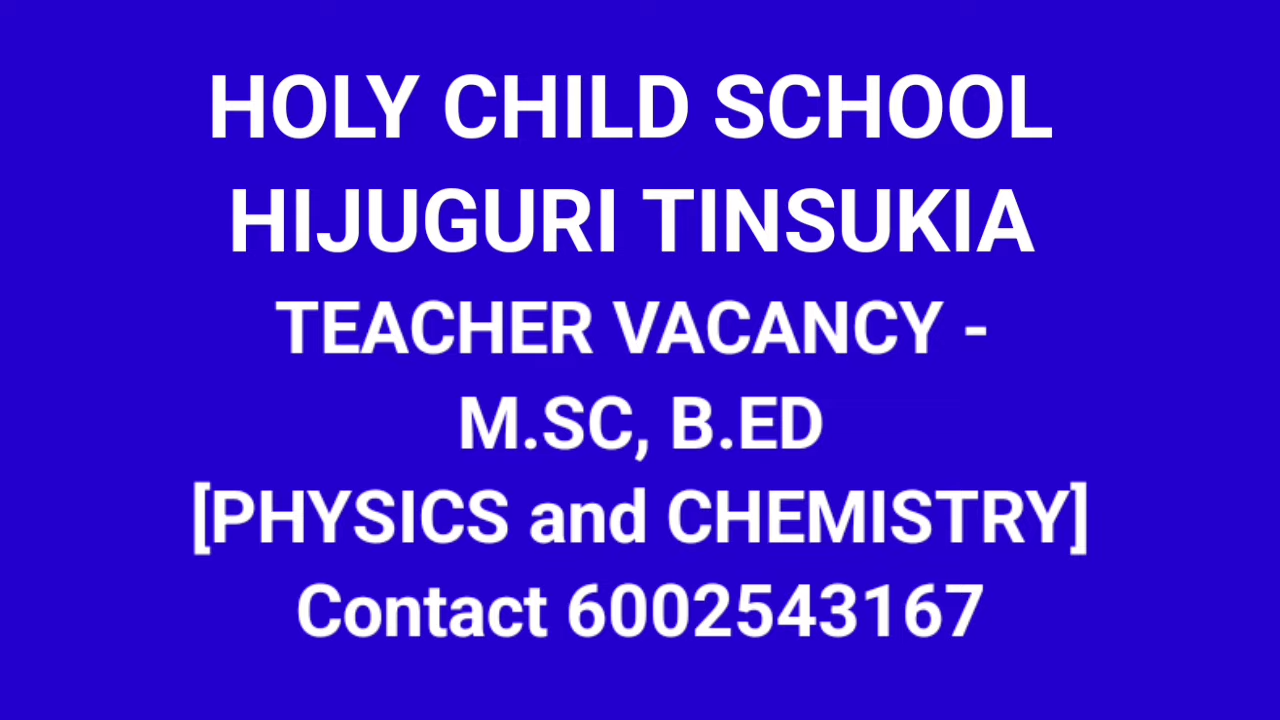 HOLY CHILD SCHOOL
HIJUGURI TINSUKIA
TEACHER VACANCY -
M.SC, B.ED
[PHYSICS and CHEMISTRY]
Contact 6002543167